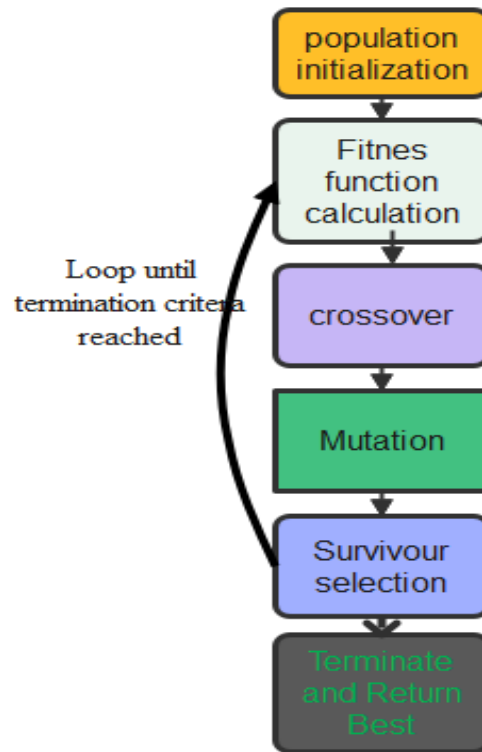 population
initialization
Fitnes
function
calculation
Loop until
termination critera
reached
crossover
Mutation
Survivour
selection
Terminate
and Return
Best